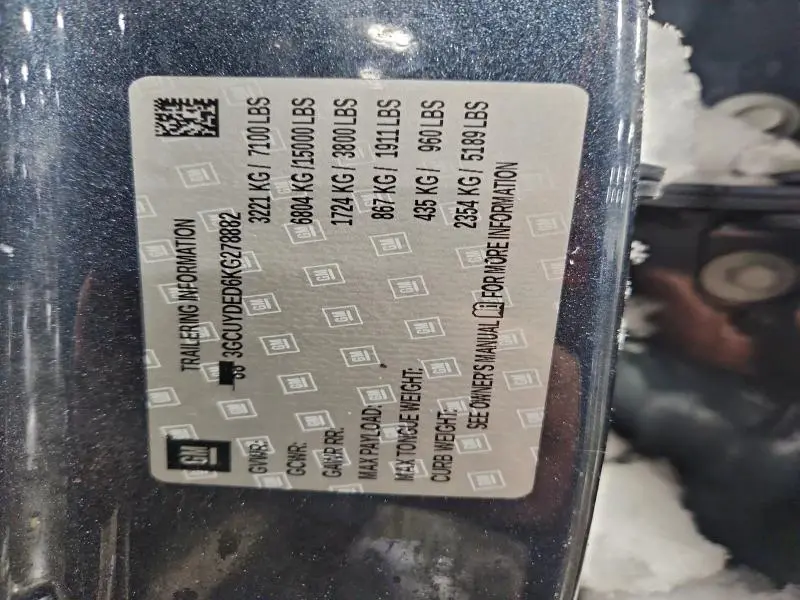 GM
TRAILERING INFORMATION
3GCUYDED6KG278882
GVWR: 3221 KG / 7100 LBS
GCWR: 6804 KG / 15000 LBS
GAWR RR: 1724 KG / 3800 LBS
MAX PAYLOAD: 867 KG / 1911 LBS
MAX TONGUE WEIGHT: 435 KG / 960 LBS
CURB WEIGHT: 2354 KG / 5189 LBS
SEE OWNER'S MANUAL FOR MORE INFORMATION